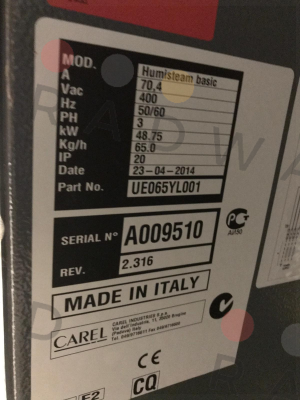 MOD. Humisteam basic
A 70,4
Vac 400
Hz 50/60
PH 3
kW 48.75
Kg/h 65.0
IP 20
Date 23-04-2014
Part No. UE065YL001
SERIAL N° A009510
REV. 2.316
MADE IN ITALY
CAREL
CAREL INDUSTRIES
CE
CQ